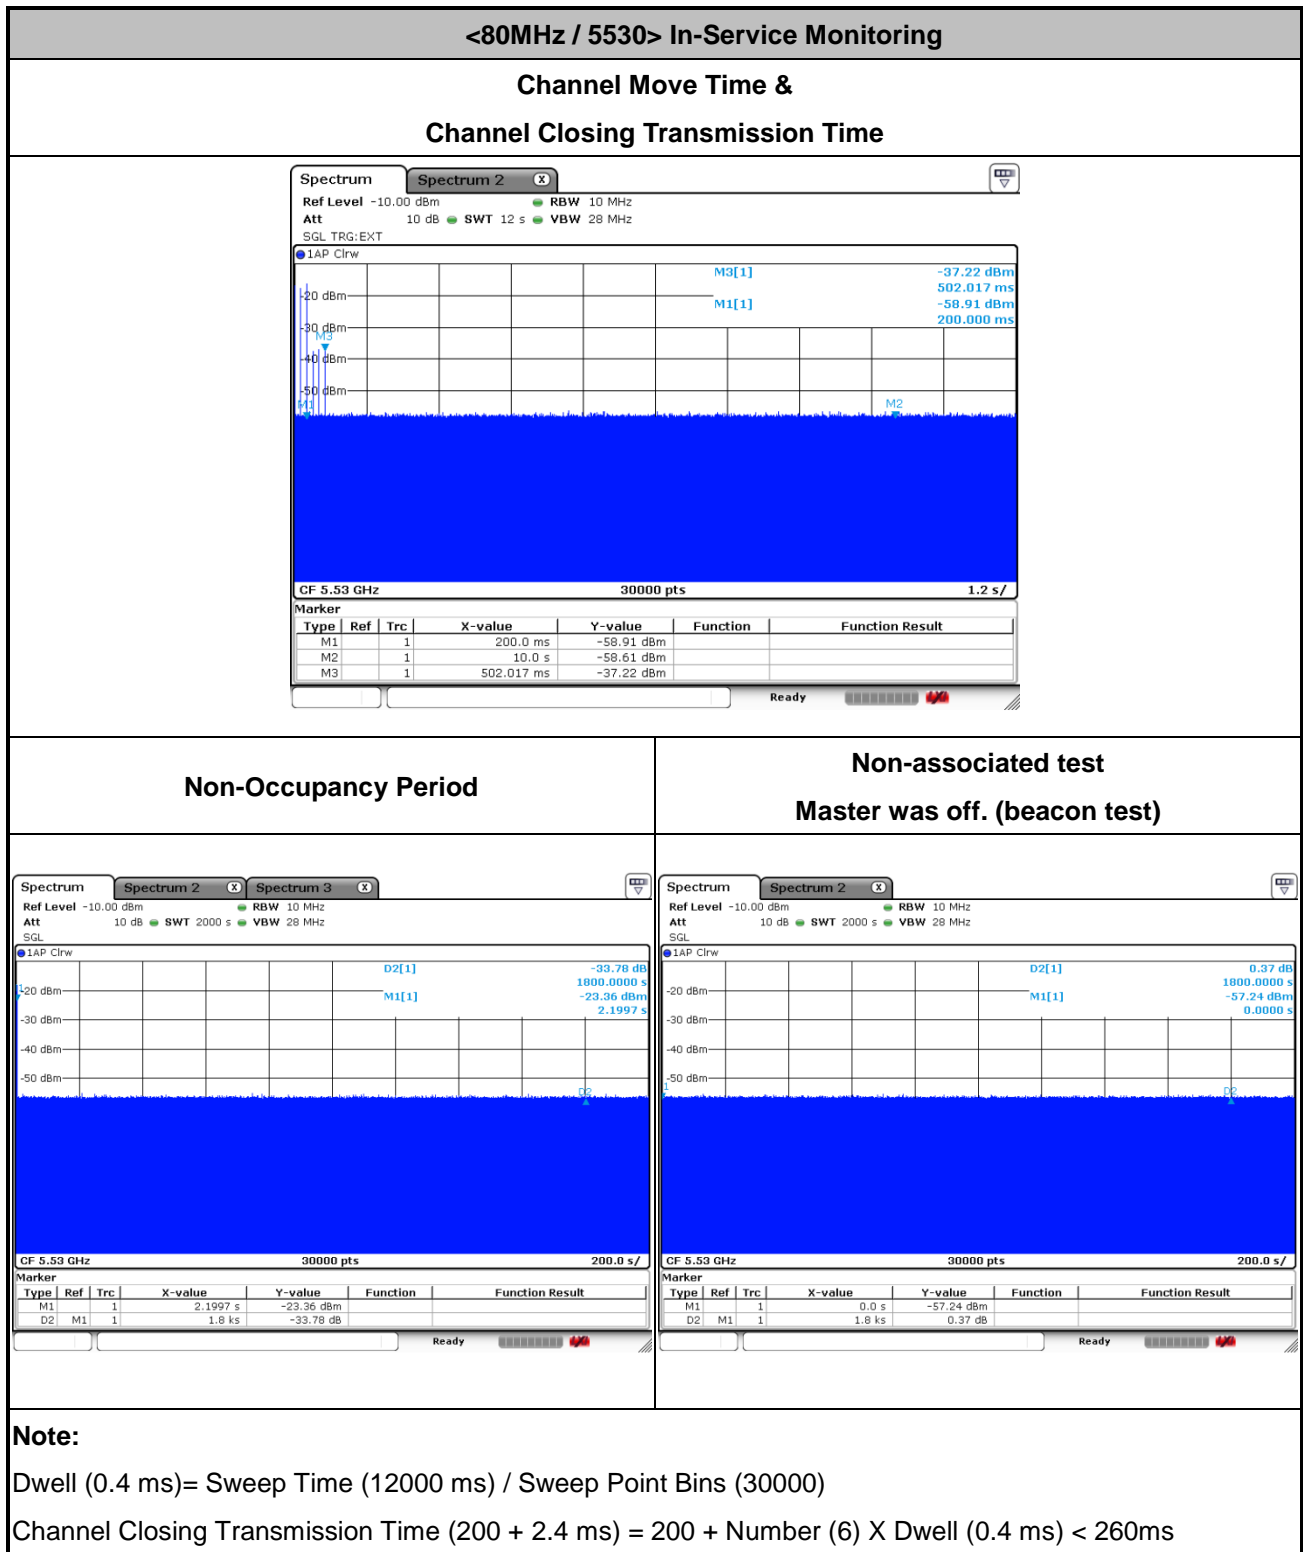 <80MHz / 5530> In-Service Monitoring
Channel Move Time &
Channel Closing Transmission Time
Spectrum Spectrum 2 X
Ref Level -10.00 dBm RBW 10 MHz
Att 10 dB SWT 12 s VBW 28 MHz
SGL TRG:EXT
1AP Clrw
M3[1] -37.22 dBm
502.017 ms
-20 dBm
M1[1] -58.91 dBm
200.000 ms
-30 dBm
M3
-40 dBm
-50 dBm
M1 M2
CF 5.53 GHz 30000 pts 1.2 s/
Marker
Type Ref Trc X-value Y-value Function Function Result
M1 1 200.0 ms -58.91 dBm
M2 1 10.0 s -58.61 dBm
M3 1 502.017 ms -37.22 dBm
Ready
Non-Occupancy Period
Non-associated test
Master was off. (beacon test)
Spectrum Spectrum 2 X Spectrum 3 X
Ref Level -10.00 dBm RBW 10 MHz
Att 10 dB SWT 2000 s VBW 28 MHz
SGL
1AP Clrw
D2[1] -33.78 dB
1800.0000 s
-20 dBm
M1[1] -23.36 dBm
2.1997 s
-30 dBm
-40 dBm
-50 dBm
D2
CF 5.53 GHz 30000 pts 200.0 s/
Marker
Type Ref Trc X-value Y-value Function Function Result
M1 1 2.1997 s -23.36 dBm
D2 M1 1 1.8 ks -33.78 dB
Ready
Spectrum Spectrum 2 X
Ref Level -10.00 dBm RBW 10 MHz
Att 10 dB SWT 2000 s VBW 28 MHz
SGL
1AP Clrw
D2[1] 0.37 dB
1800.0000 s
-20 dBm
M1[1] -57.24 dBm
0.0000 s
-30 dBm
-40 dBm
-50 dBm
1 D2
CF 5.53 GHz 30000 pts 200.0 s/
Marker
Type Ref Trc X-value Y-value Function Function Result
M1 1 0.0 s -57.24 dBm
D2 M1 1 1.8 ks 0.37 dB
Ready
Note:
Dwell (0.4 ms)= Sweep Time (12000 ms) / Sweep Point Bins (30000)
Channel Closing Transmission Time (200 + 2.4 ms) = 200 + Number (6) X Dwell (0.4 ms) < 260ms